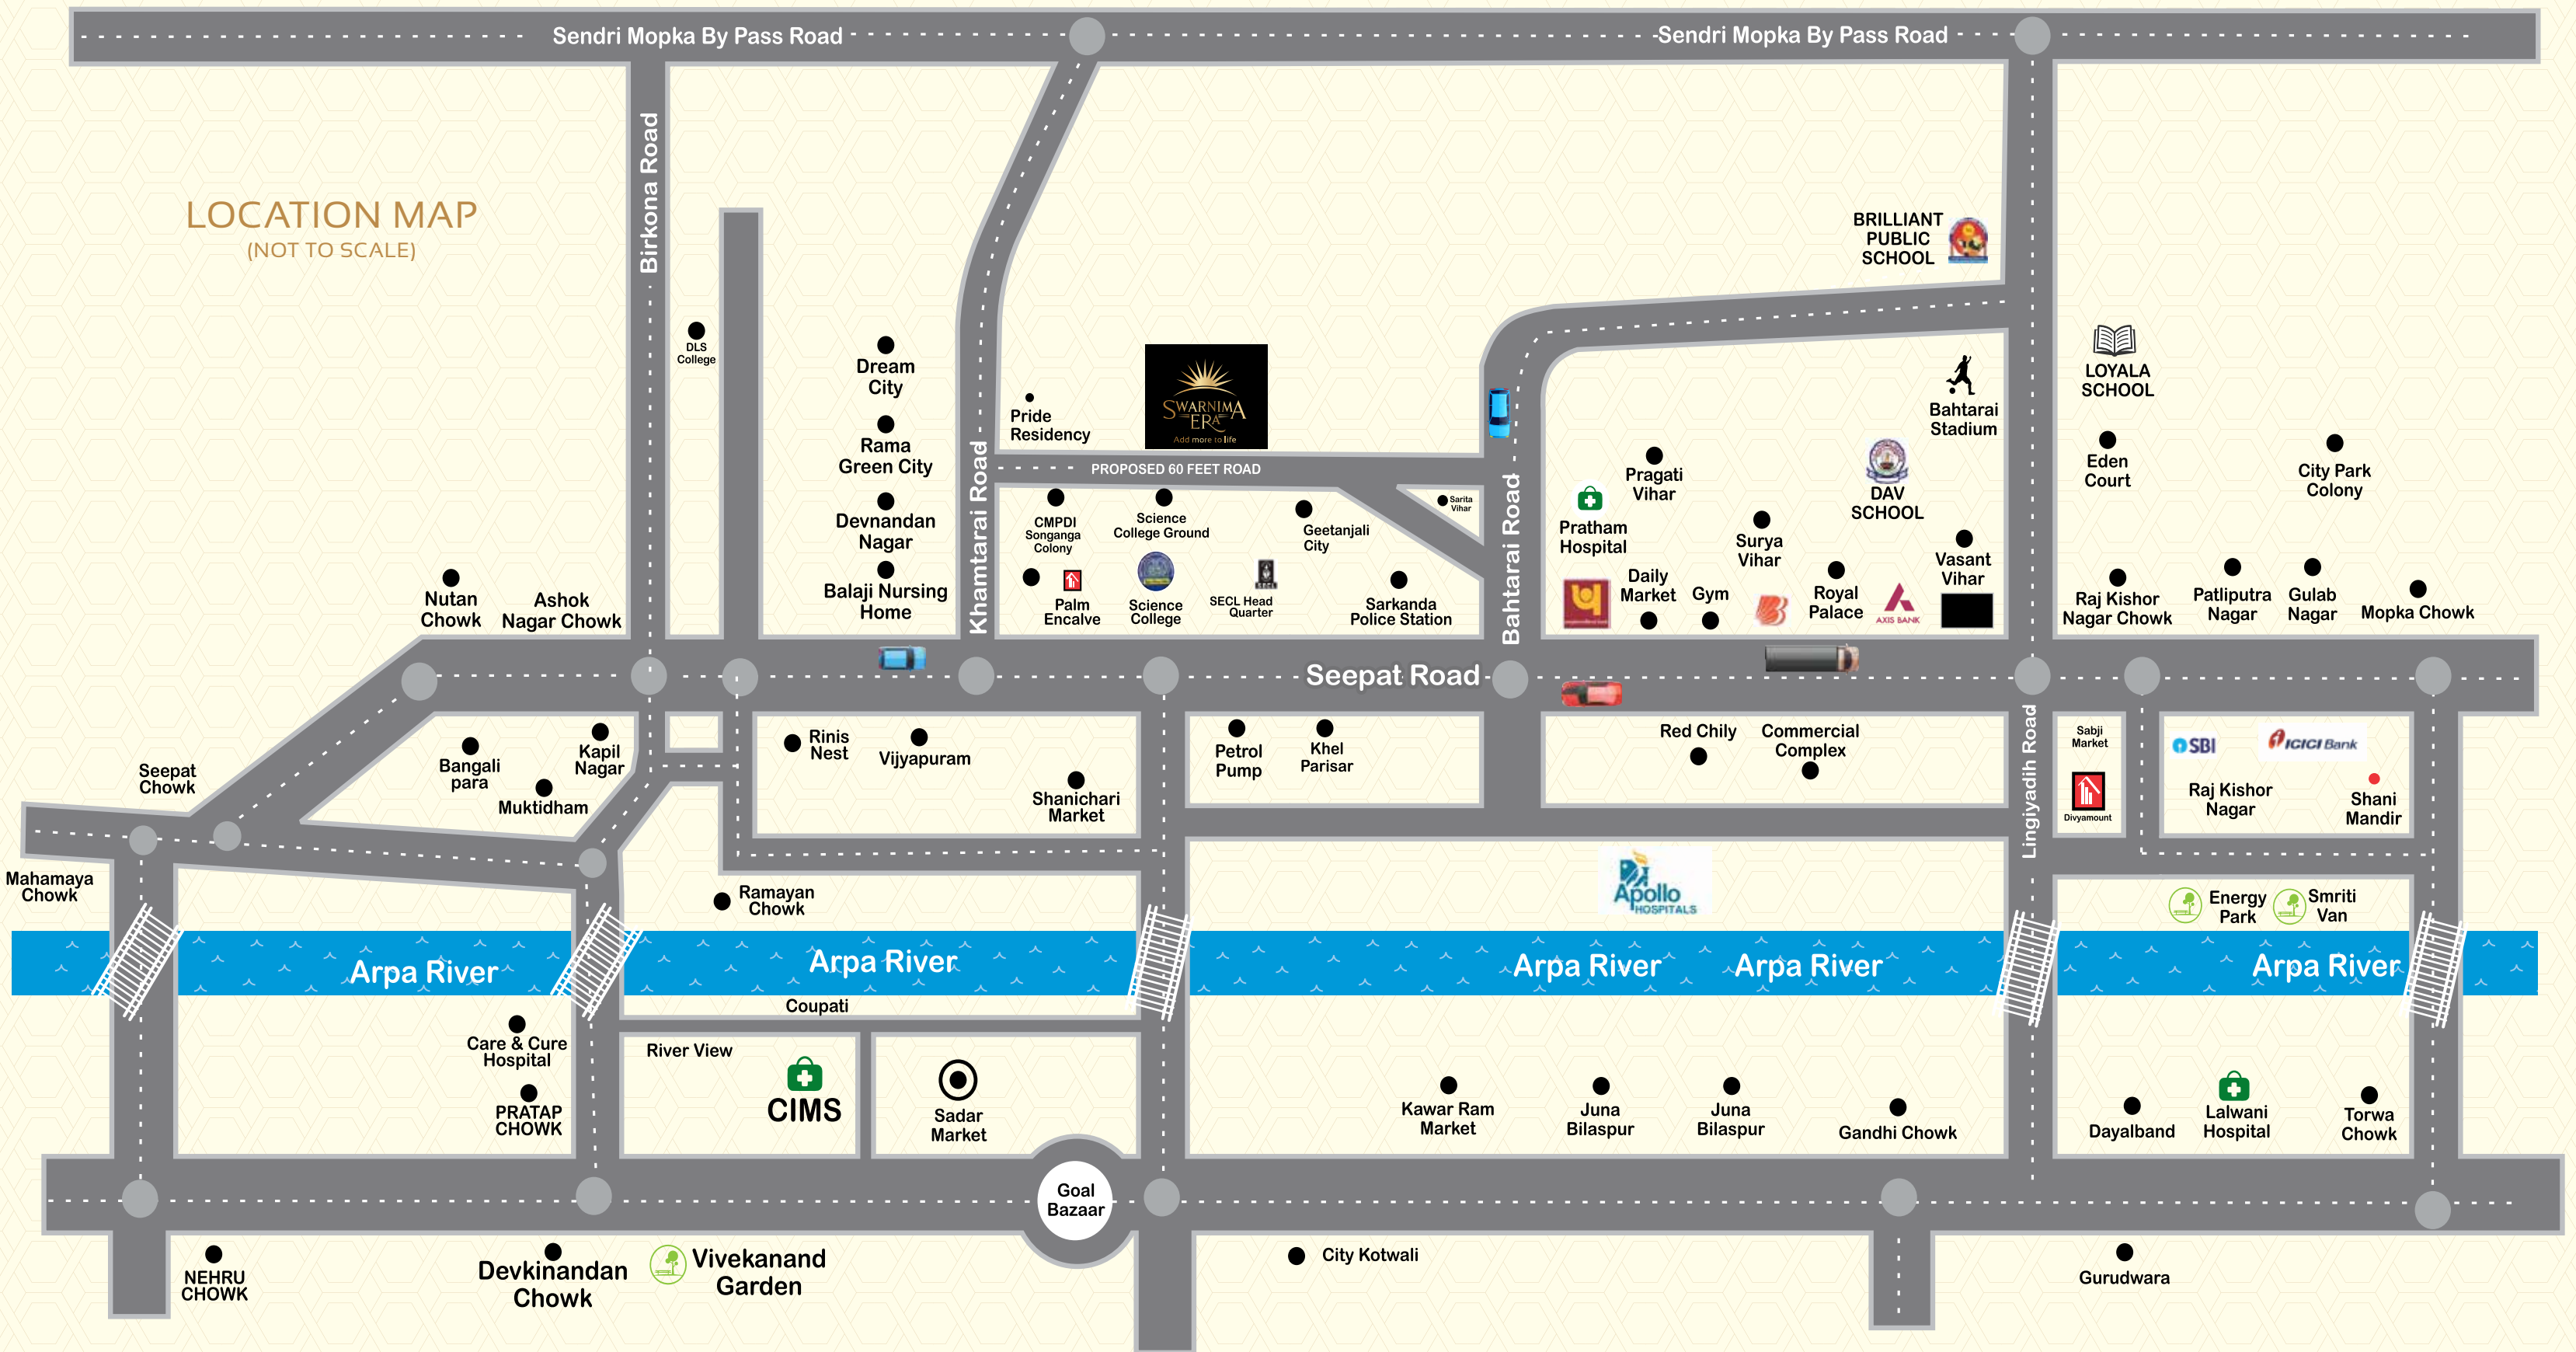 Sendri Mopka By Pass Road
Sendri Mopka By Pass Road
LOCATION MAP
(NOT TO SCALE)
Birkona Road
BRILLIANT
PUBLIC
SCHOOL
DLS
College
Dream
City
Rama
Green City
Devnandan
Nagar
Balaji Nursing
Home
Khamtarai Road
Pride
Residency
SWARNIMA
ERA
Add more to life
PROPOSED 60 FEET ROAD
CMPDI
Songanga
Colony
Science
College Ground
Geetanjali
City
Sarita
Vihar
Palm
Encalve
Science
College
SECL
SECL Head
Quarter
Sarkanda
Police Station
Bahtarai Road
Pragati
Vihar
Pratham
Hospital
Bahtarai
Stadium
DAV
SCHOOL
Surya
Vihar
Vasant
Vihar
Daily
Market
Gym
Royal
Palace
AXIS BANK
LOYALA
SCHOOL
Eden
Court
City Park
Colony
Raj Kishor
Nagar Chowk
Patliputra
Nagar
Gulab
Nagar
Mopka Chowk
Nutan
Chowk
Ashok
Nagar Chowk
Seepat Road
Seepat
Chowk
Bangali
para
Kapil
Nagar
Muktidham
Rinis
Nest
Vijyapuram
Shanichari
Market
Petrol
Pump
Khel
Parisar
Red Chily
Commercial
Complex
Lingiyadih Road
Sabji
Market
Divyamount
SBI
ICICI Bank
Raj Kishor
Nagar
Shani
Mandir
Mahamaya
Chowk
Ramayan
Chowk
Apollo
HOSPITALS
Energy
Park
Smriti
Van
Arpa River
Arpa River
Arpa River
Arpa River
Arpa River
Coupati
Care & Cure
Hospital
PRATAP
CHOWK
River View
CIMS
Sadar
Market
Kawar Ram
Market
Juna
Bilaspur
Juna
Bilaspur
Gandhi Chowk
Dayalband
Lalwani
Hospital
Torwa
Chowk
Goal
Bazaar
NEHRU
CHOWK
Devkinandan
Chowk
Vivekanand
Garden
City Kotwali
Gurudwara